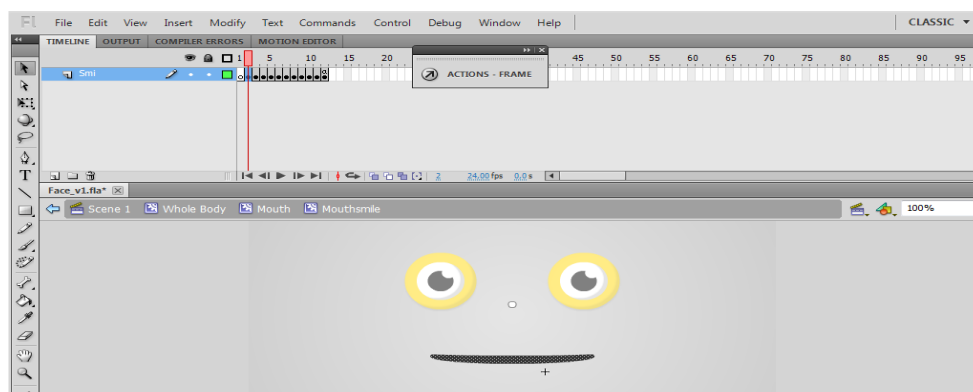 Fl File Edit View Insert Modify Text Commands Control Debug Window Help CLASSIC
TIMELINE OUTPUT COMPILER ERRORS MOTION EDITOR
1 5 10 15 20 45 50 55 60 65 70 75 80 85 90 95
Smi
ACTIONS - FRAME
2 24.00 fps 0.0 s
T
Face_v1.fla*
Scene 1 Whole Body Mouth Mouthsmile 100%